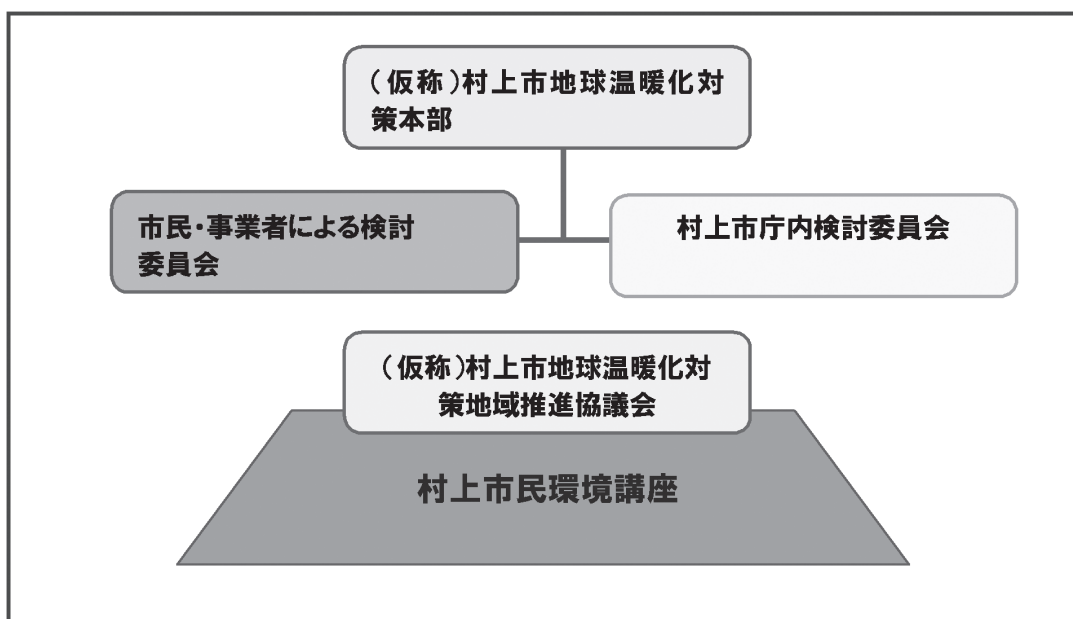 （仮称）村上市地球温暖化対
策本部
市民・事業者による検討
委員会
村上市庁内検討委員会
（仮称）村上市地球温暖化対
策地域推進協議会
村上市民環境講座